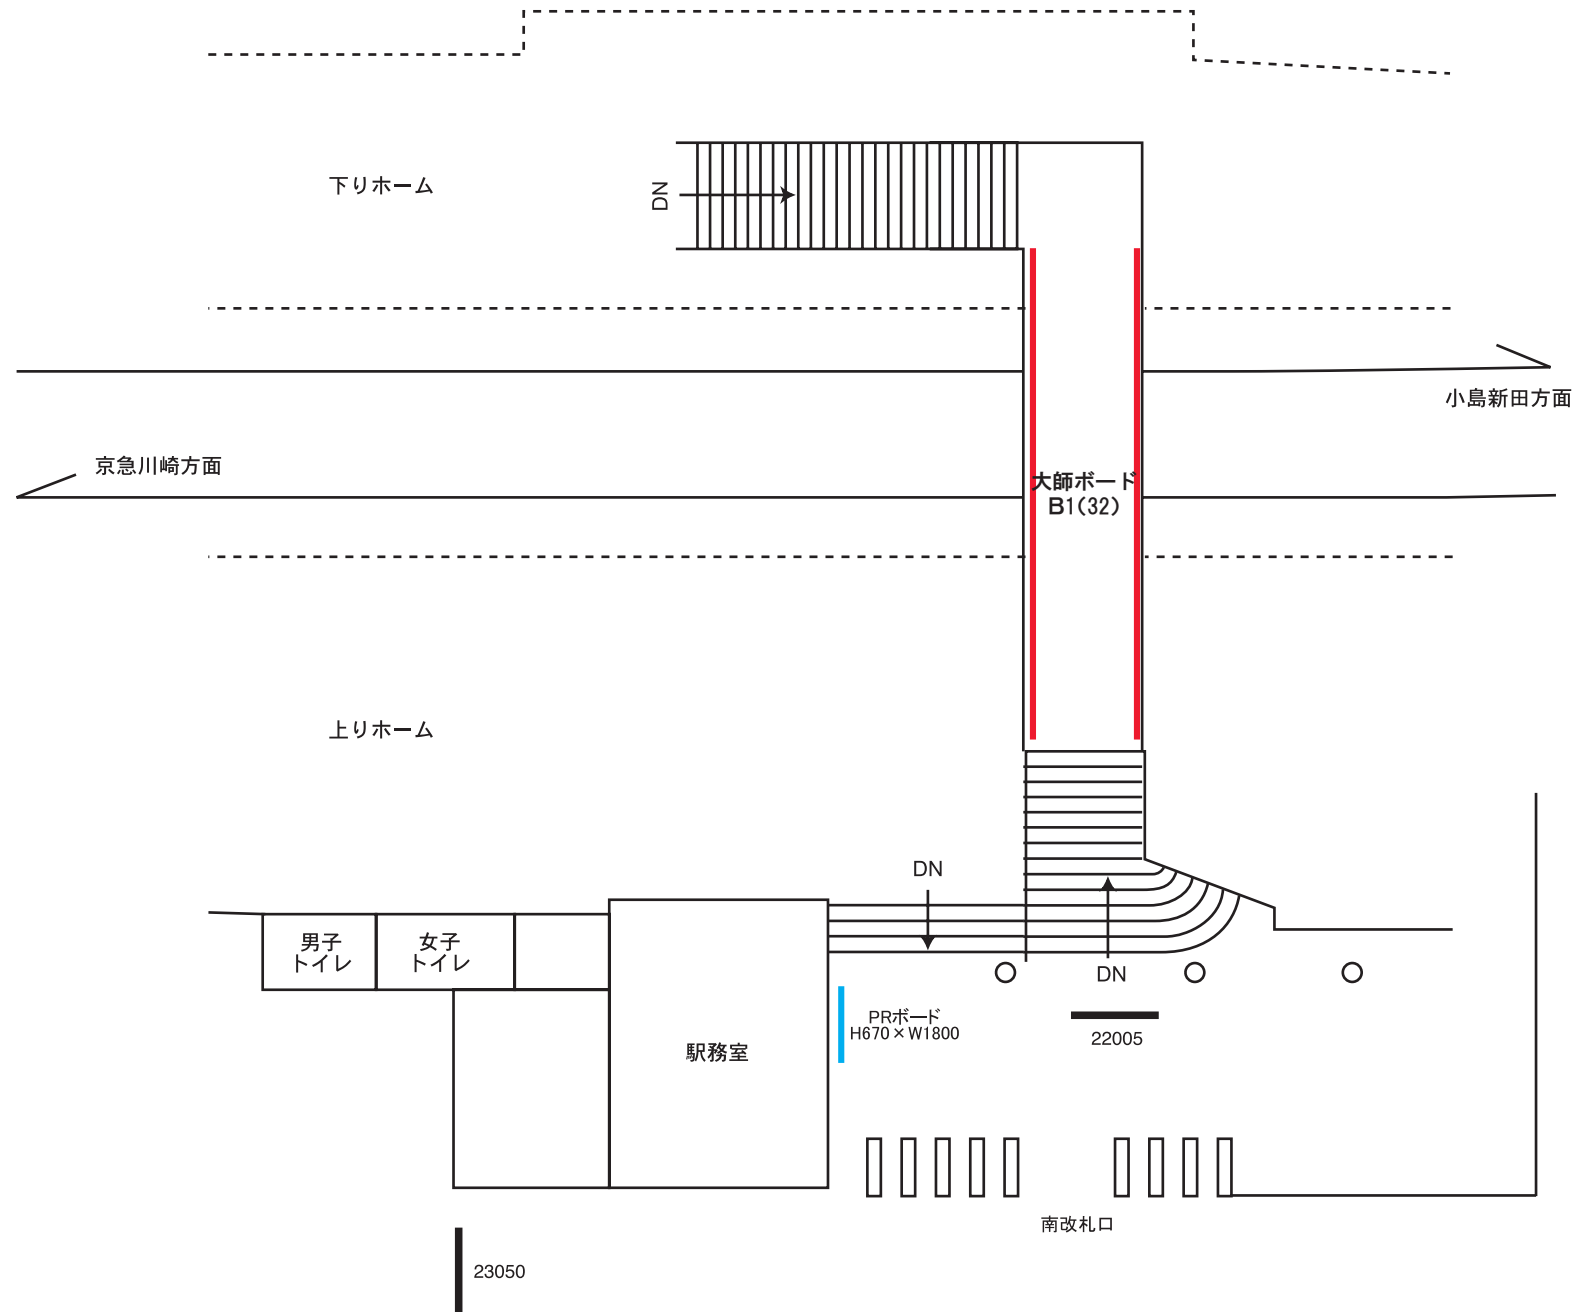 下りホーム
DN
小島新田方面
京急川崎方面
大師ボード
B1(32)
上りホーム
DN
男子
トイレ
女子
トイレ
DN
PRボード
H670×W1800
22005
駅務室
南改札口
23050